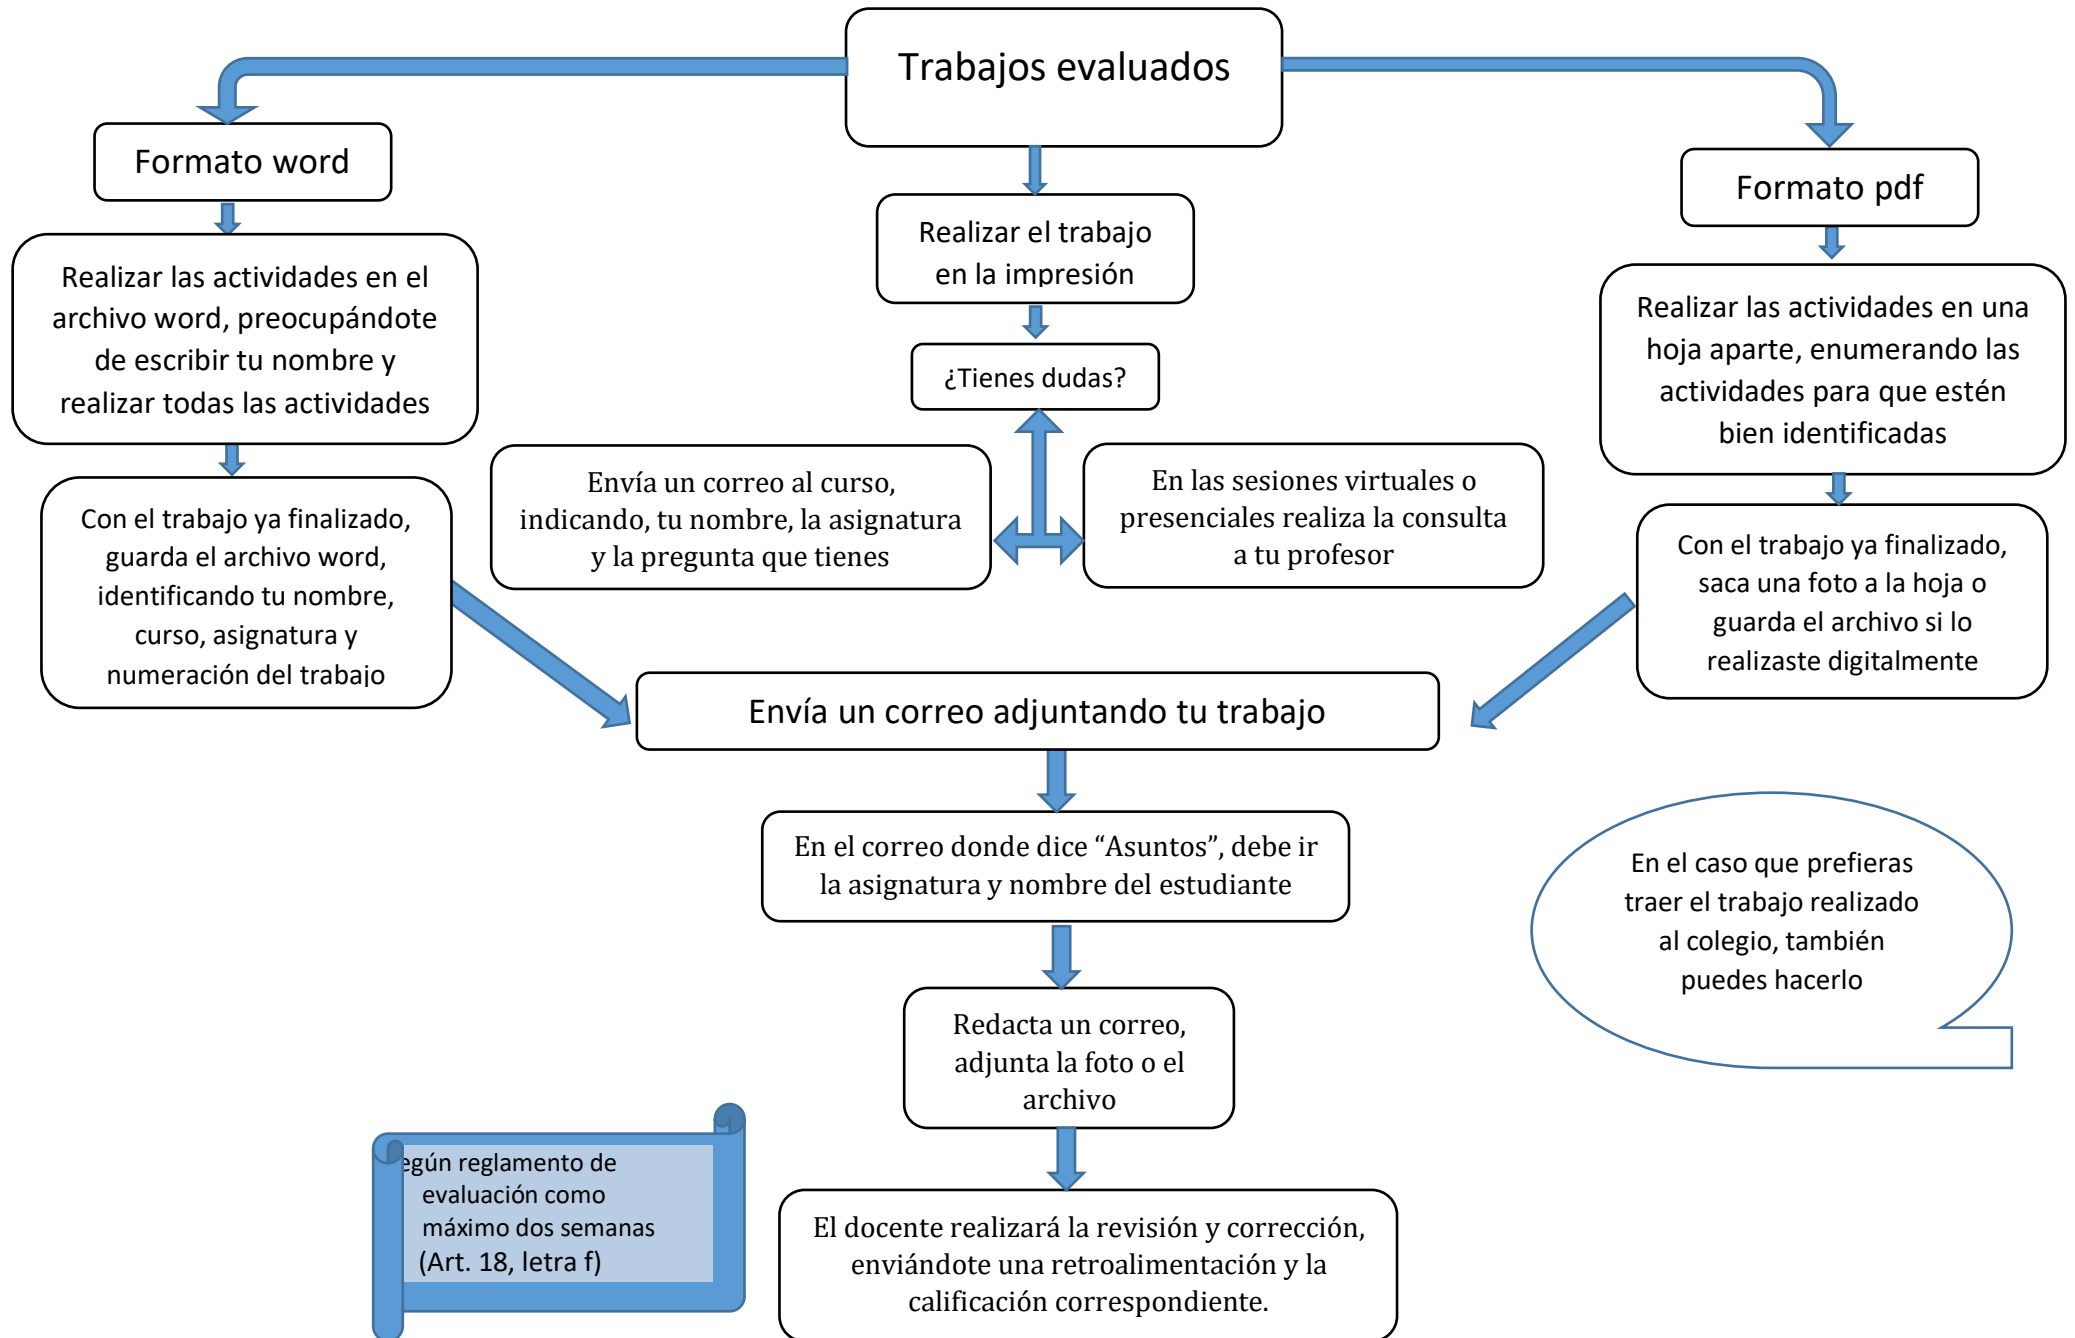 Trabajos evaluados
Formato word
Formato pdf
Realizar el trabajo
en la impresión
Realizar las actividades en el
archivo word, preocupándote
de escribir tu nombre y
realizar todas las actividades
Realizar las actividades en una
hoja aparte, enumerando las
actividades para que estén
bien identificadas
¿Tienes dudas?
Envía un correo al curso,
indicando, tu nombre, la asignatura
y la pregunta que tienes
En las sesiones virtuales o
presenciales realiza la consulta
a tu profesor
Con el trabajo ya finalizado,
guarda el archivo word,
identificando tu nombre,
curso, asignatura y
numeración del trabajo
Con el trabajo ya finalizado,
saca una foto a la hoja o
guarda el archivo si lo
realizaste digitalmente
Envía un correo adjuntando tu trabajo
En el correo donde dice “Asuntos”, debe ir
la asignatura y nombre del estudiante
En el caso que prefieras
traer el trabajo realizado
al colegio, también
puedes hacerlo
Redacta un correo,
adjunta la foto o el
archivo
egún reglamento de
evaluación como
máximo dos semanas
(Art. 18, letra f)
El docente realizará la revisión y corrección,
enviándote una retroalimentación y la
calificación correspondiente.